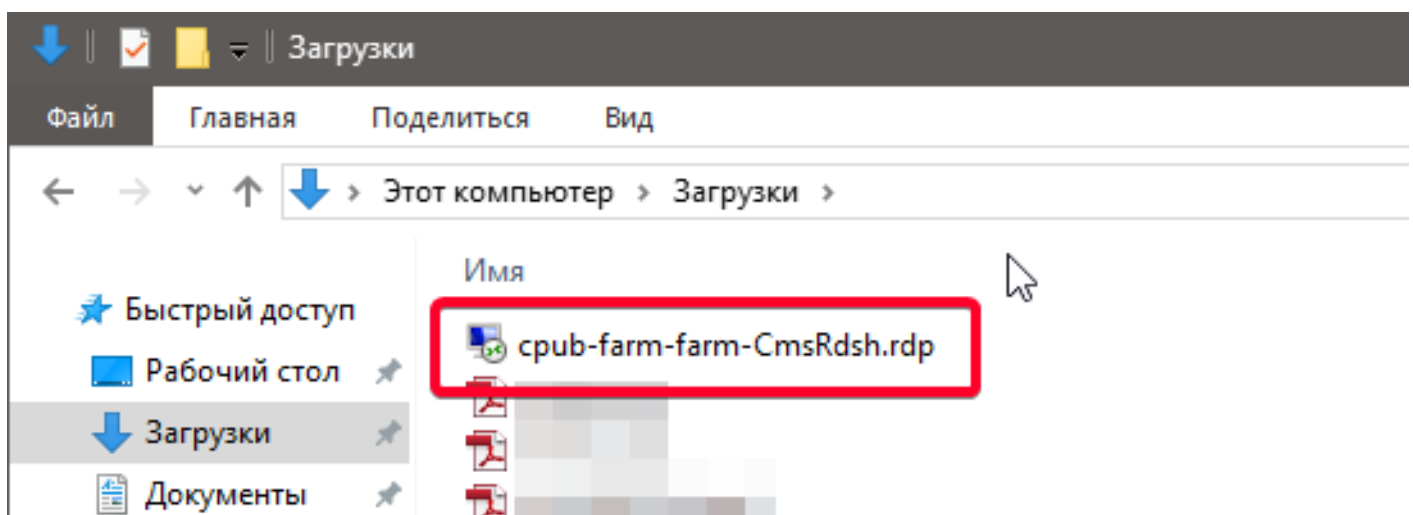 Загрузки
Файл Главная Поделиться Вид
Этот компьютер > Загрузки >
Имя
Быстрый доступ
cpub-farm-farm-CmsRdsh.rdp
Рабочий стол
Загрузки
Документы